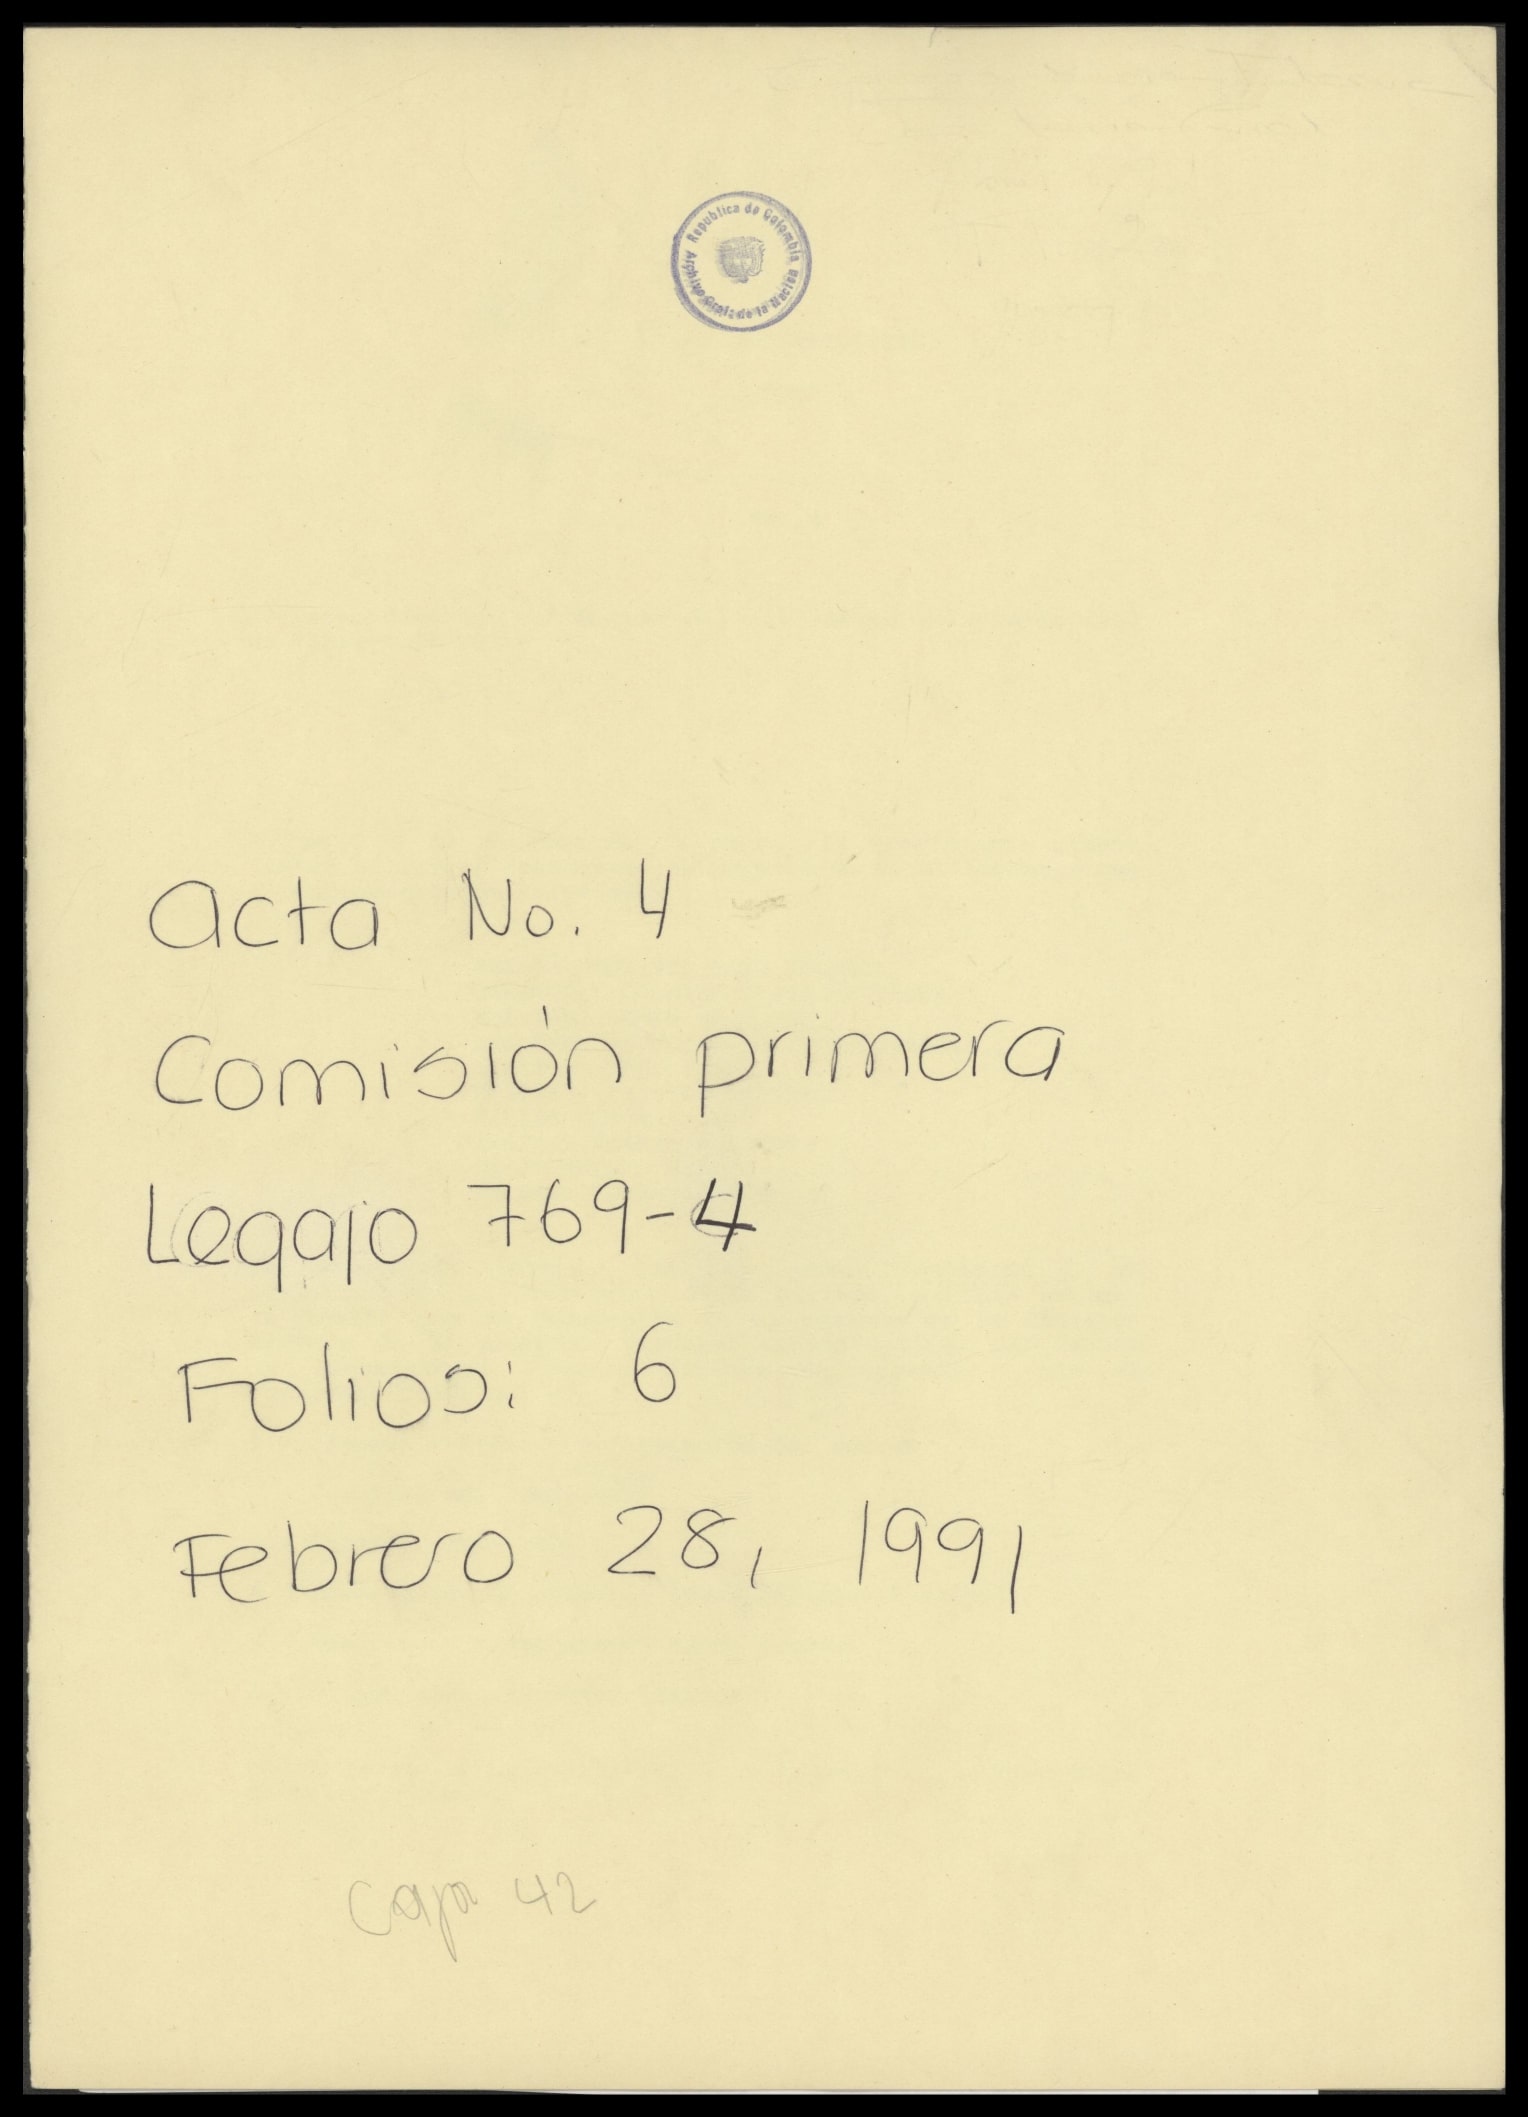 Republica de Colombia
Archivo Gral. de la Nacion
Acta No. 4
Comisión primera
Legajo 769-4
Folios: 6
Febrero 28, 1991
Caja 42